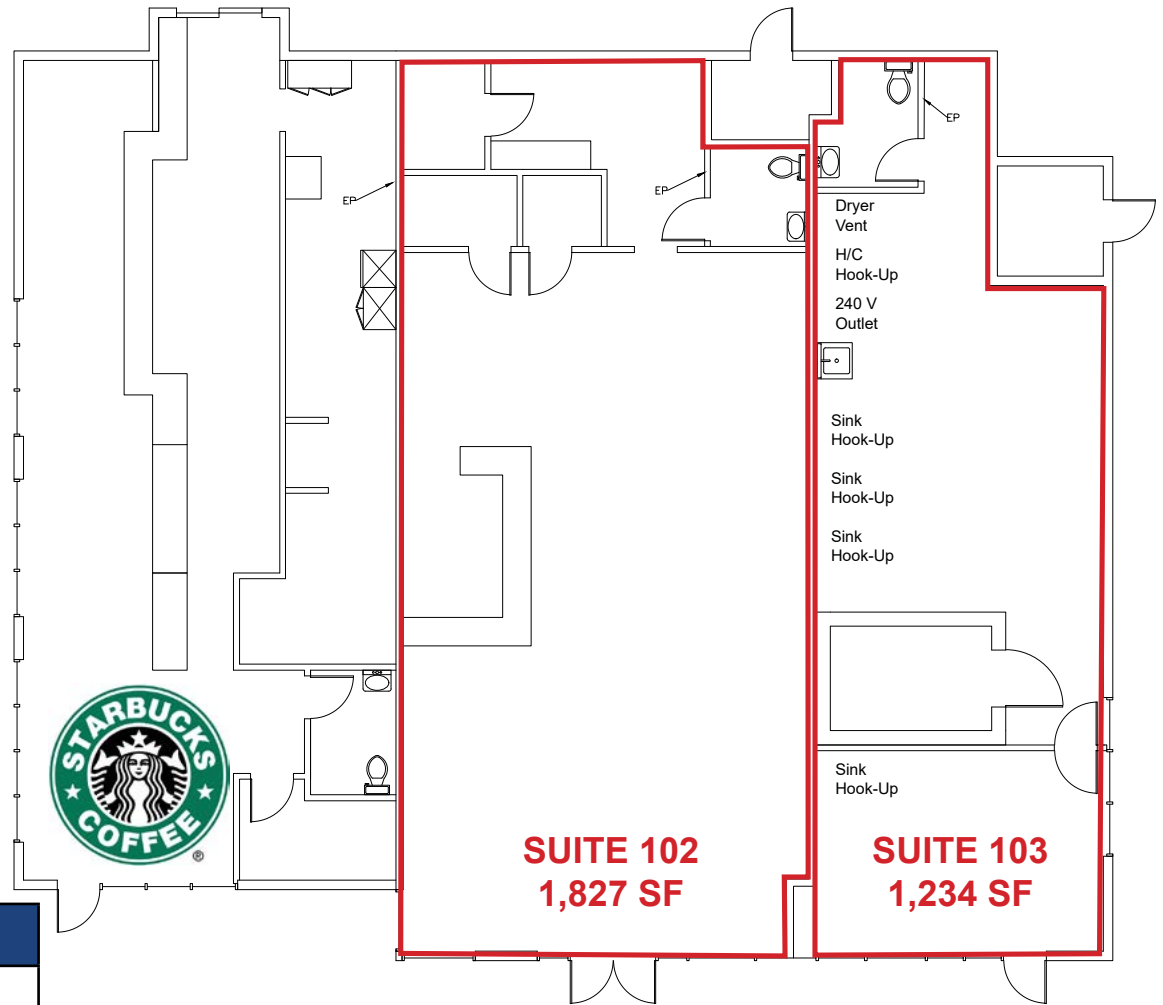 EP
EP
EP
Dryer
Vent
H/C
Hook-Up
240 V
Outlet
Sink
Hook-Up
Sink
Hook-Up
Sink
Hook-Up
Sink
Hook-Up
STARBUCKS
COFFEE
®
SUITE 102
1,827 SF
SUITE 103
1,234 SF